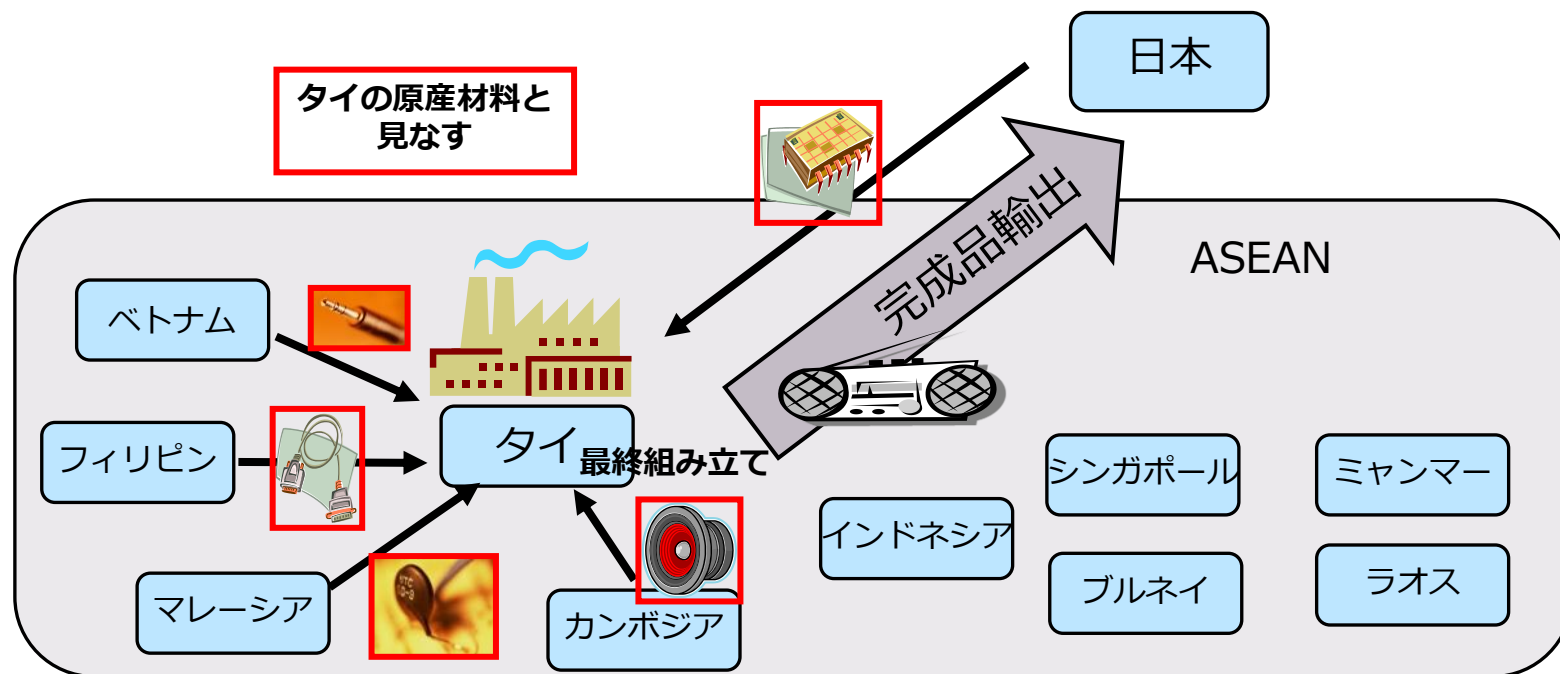 日本
タイの原産材料と
見なす
完成品輸出
ASEAN
ベトナム
フィリピン
タイ
最終組み立て
シンガポール
ミャンマー
インドネシア
マレーシア
カンボジア
ブルネイ
ラオス